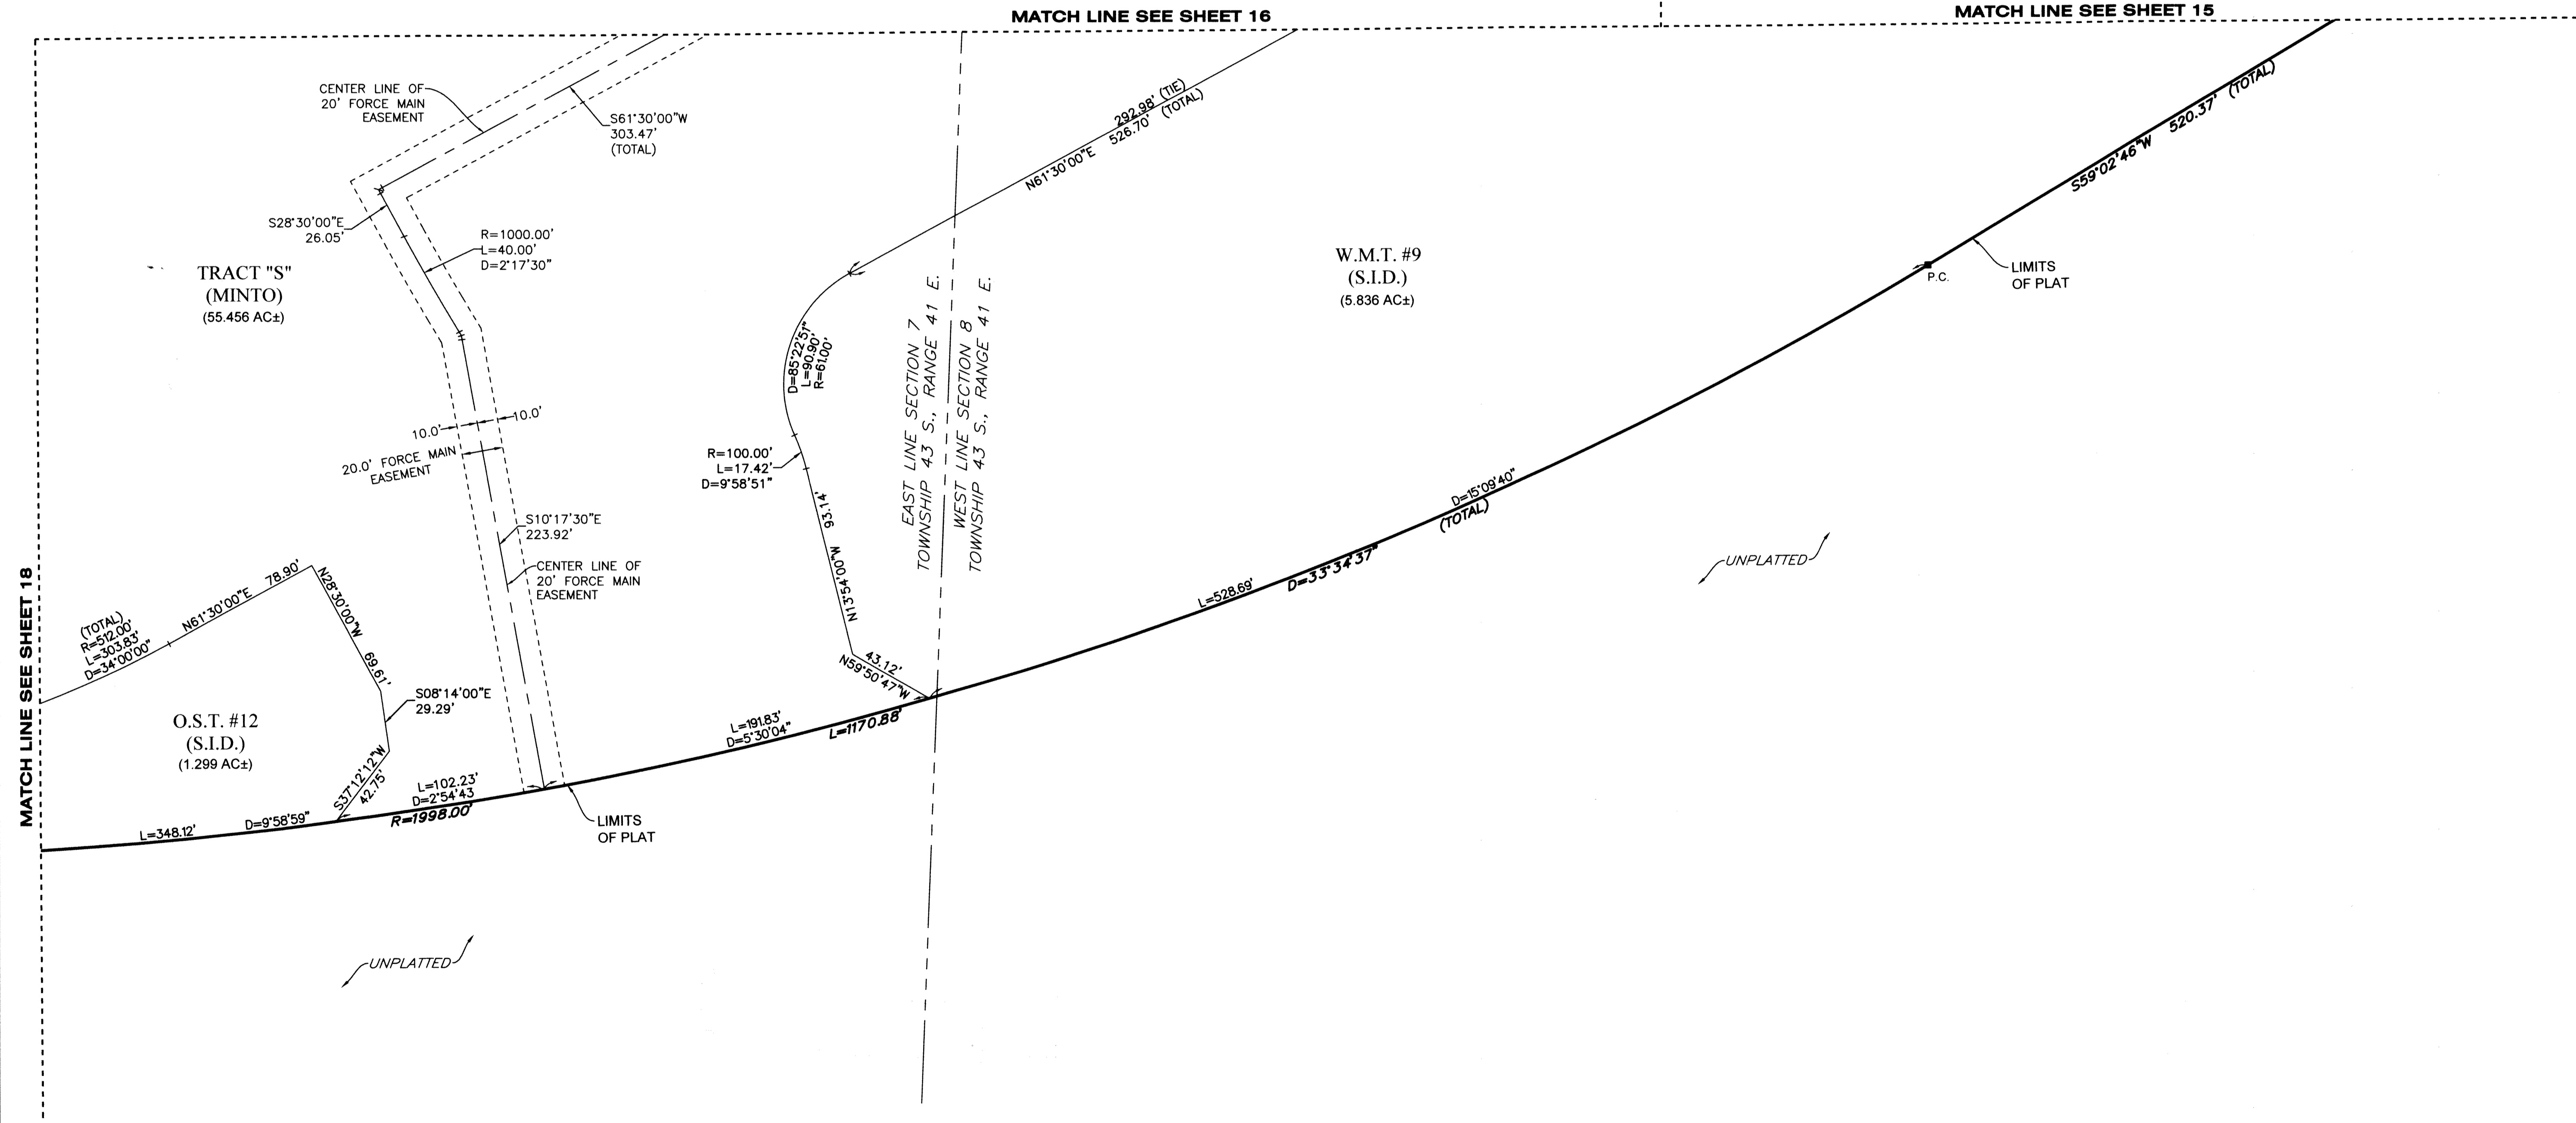 MATCH LINE SEE SHEET 16
MATCH LINE SEE SHEET 15
MATCH LINE SEE SHEET 18
CENTER LINE OF
20' FORCE MAIN
EASEMENT
S61°30'00"W
303.47'
(TOTAL)
S28°30'00"E
26.05'
R=1000.00'
L=40.00'
D=2°17'30"
TRACT "S"
(MINTO)
(55.456 AC±)
10.0'
10.0'
20.0' FORCE MAIN
EASEMENT
S10°17'30"E
223.92'
CENTER LINE OF
20' FORCE MAIN
EASEMENT
(TOTAL)
R=512.00'
L=303.83'
D=34°00'00"
N61°30'00"E 78.90'
N28°30'00"W 69.61'
S08°14'00"E
29.29'
S37°12'12"W
42.75'
O.S.T. #12
(S.I.D.)
(1.299 AC±)
L=348.12' D=9°58'59"
L=102.23'
D=2°54'43
R=1998.00'
LIMITS
OF PLAT
L=191.83'
D=5°30'04"
L=1170.88'
292.98' (TIE)
N61°30'00"E 526.70' (TOTAL)
D=85°22'51"
L=90.90'
R=61.00'
R=100.00'
L=17.42'
D=9°58'51"
N13°54'00"W 93.14'
43.12'
N59°50'47"W
EAST LINE SECTION 7
TOWNSHIP 43 S., RANGE 41 E.
WEST LINE SECTION 8
TOWNSHIP 43 S., RANGE 41 E.
W.M.T. #9
(S.I.D.)
(5.836 AC±)
L=528.69'
D=33°34'37"
D=15°09'40"
(TOTAL)
S59°02'46"W 520.37' (TOTAL)
P.C.
LIMITS
OF PLAT
UNPLATTED
UNPLATTED